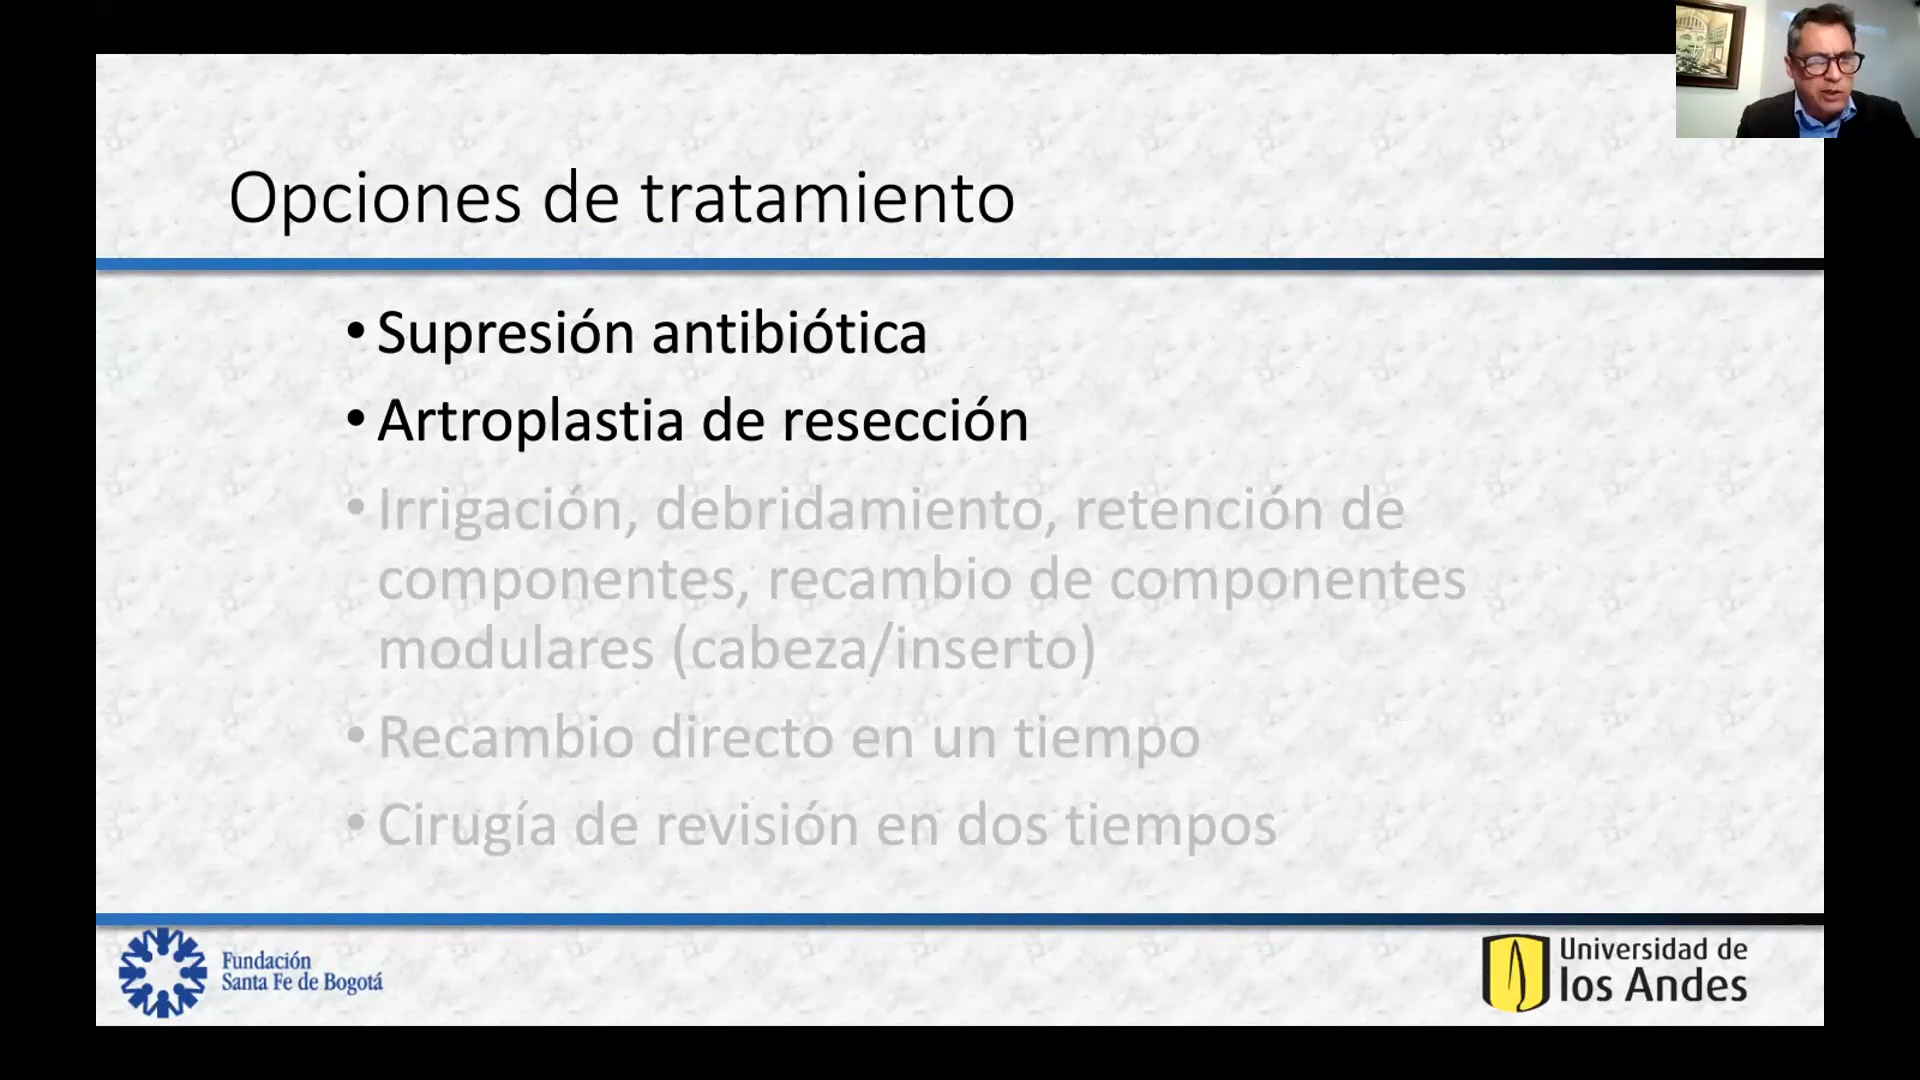 Opciones de tratamiento
• Supresión antibiótica
• Artroplastia de resección
• Irrigación, debridamiento, retención de
componentes, recambio de componentes
modulares (cabeza/inserto)
• Recambio directo en un tiempo
• Cirugía de revisión en dos tiempos
Fundación
Santa Fe de Bogotá
Universidad de
los Andes